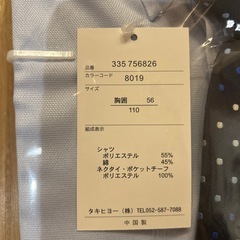 品番 335 756826
カラーコード 8019
サイズ
胸囲 56
110
組成表示
シャツ
ポリエステル 55%
綿 45%
ネクタイ・ポケットチーフ
ポリエステル 100%
タキヒヨー（株）TEL052-587-7088
中国製